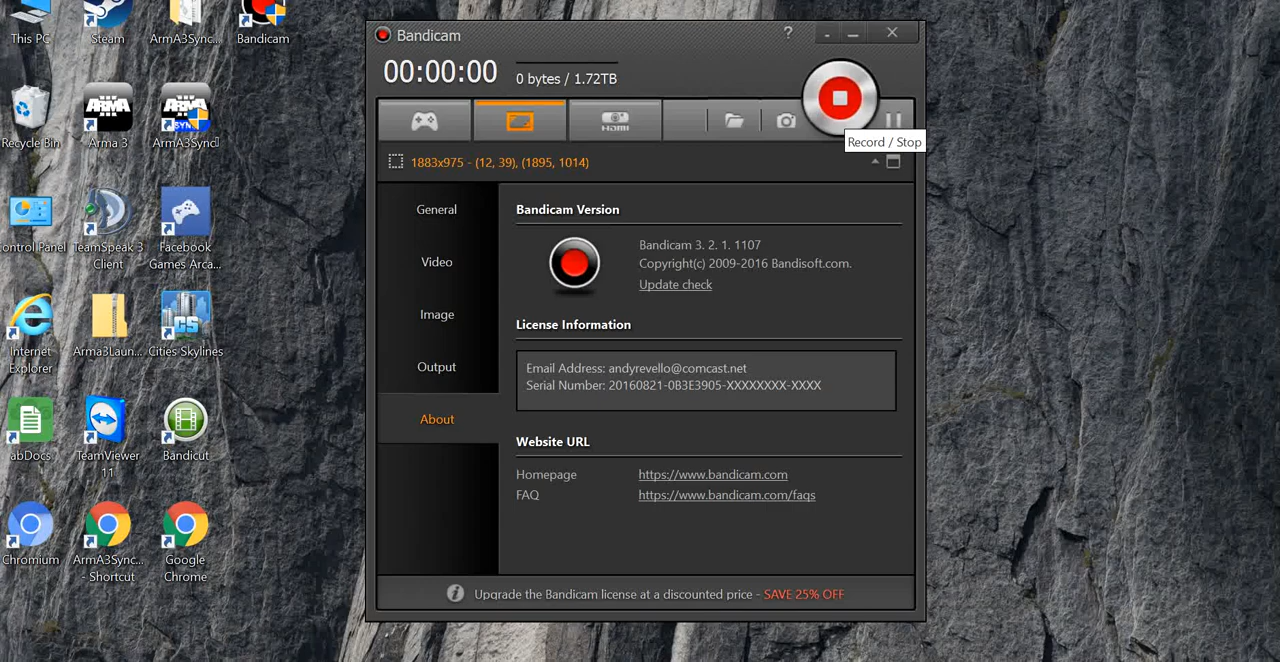 This PC
Steam
ArmA3Sync...
Bandicam
Recycle Bin
ARMA
Arma 3
ARMA
SYNC
ArmA3Sync
ontrol Panel
TeamSpeak 3
Client
Facebook
Games Arca...
Internet
Explorer
Arma3Laun...
CS
Cities Skylines
abDocs
TeamViewer
11
Bandicut
Chromium
ArmA3Sync...
- Shortcut
Google
Chrome
Bandicam
?
00:00:00
0 bytes / 1.72TB
HDMI
Record / Stop
1883x975 - (12, 39), (1895, 1014)
General
Video
Image
Output
About
Bandicam Version
Bandicam 3. 2. 1. 1107
Copyright(c) 2009-2016 Bandisoft.com.
Update check
License Information
Email Address: andyrevello@comcast.net
Serial Number: 20160821-0B3E3905-XXXXXXXX-XXXX
Website URL
Homepage https://www.bandicam.com
FAQ https://www.bandicam.com/faqs
Upgrade the Bandicam license at a discounted price - SAVE 25% OFF